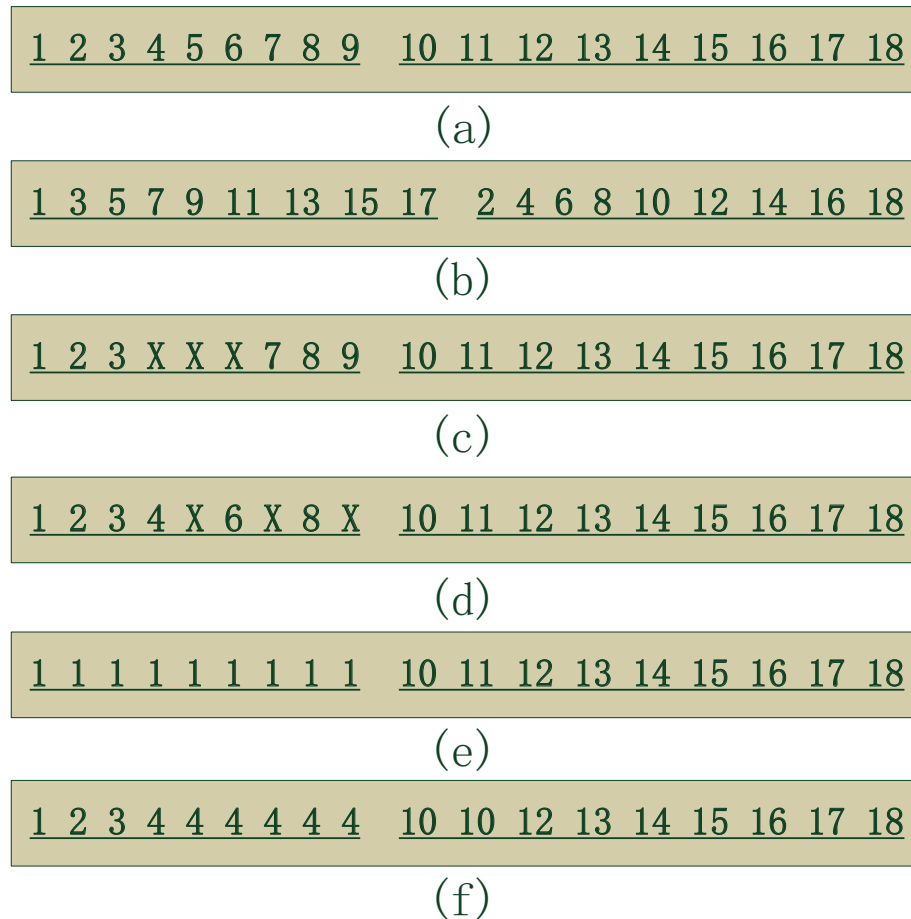 1 2 3 4 5 6 7 8 9 10 11 12 13 14 15 16 17 18
(a)
1 3 5 7 9 11 13 15 17 2 4 6 8 10 12 14 16 18
(b)
1 2 3 X X X 7 8 9 10 11 12 13 14 15 16 17 18
(c)
1 2 3 4 X 6 X 8 X 10 11 12 13 14 15 16 17 18
(d)
1 1 1 1 1 1 1 1 1 10 11 12 13 14 15 16 17 18
(e)
1 2 3 4 4 4 4 4 4 10 10 12 13 14 15 16 17 18
(f)